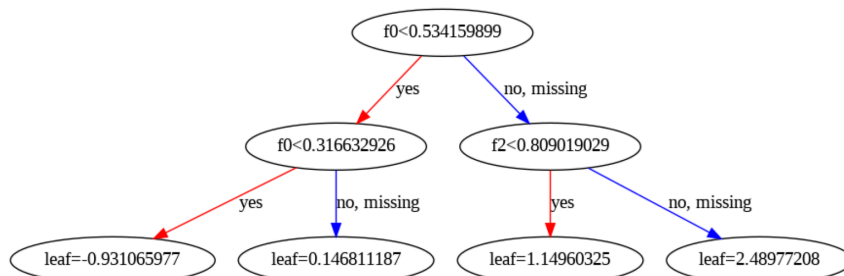 f0<0.534159899
yes
no, missing
f0<0.316632926
f2<0.809019029
yes
no, missing
yes
no, missing
leaf=-0.931065977
leaf=0.146811187
leaf=1.14960325
leaf=2.48977208